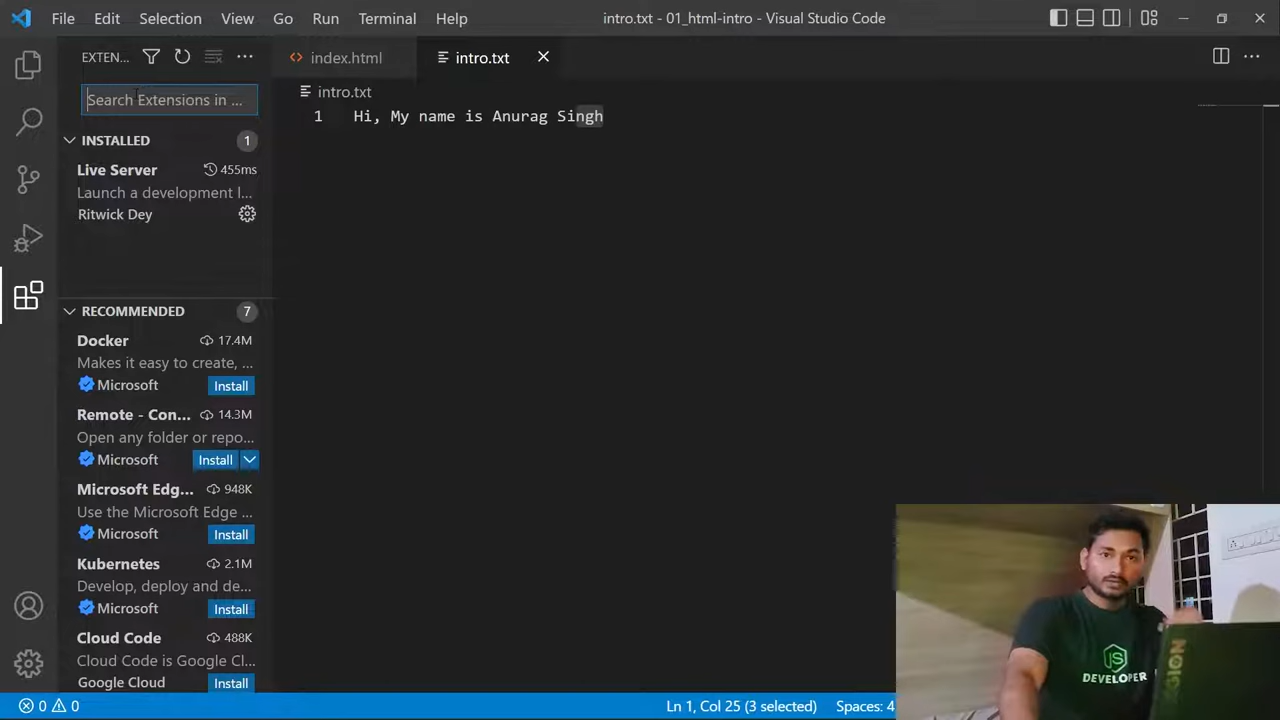 File Edit Selection View Go Run Terminal Help intro.txt - 01_html-intro - Visual Studio Code
EXTEN... index.html intro.txt
Search Extensions in ...
intro.txt
1 Hi, My name is Anurag Singh
INSTALLED 1
Live Server 455ms
Launch a development l...
Ritwick Dey
RECOMMENDED 7
Docker 17.4M
Makes it easy to create, ...
Microsoft Install
Remote - Con... 14.3M
Open any folder or repo...
Microsoft Install
Microsoft Edg... 948K
Use the Microsoft Edge ...
Microsoft Install
Kubernetes 2.1M
Develop, deploy and de...
Microsoft Install
Cloud Code 488K
Cloud Code is Google Cl...
Google Cloud Install
JS
DEVELOPER
0 0 Ln 1, Col 25 (3 selected) Spaces: 4